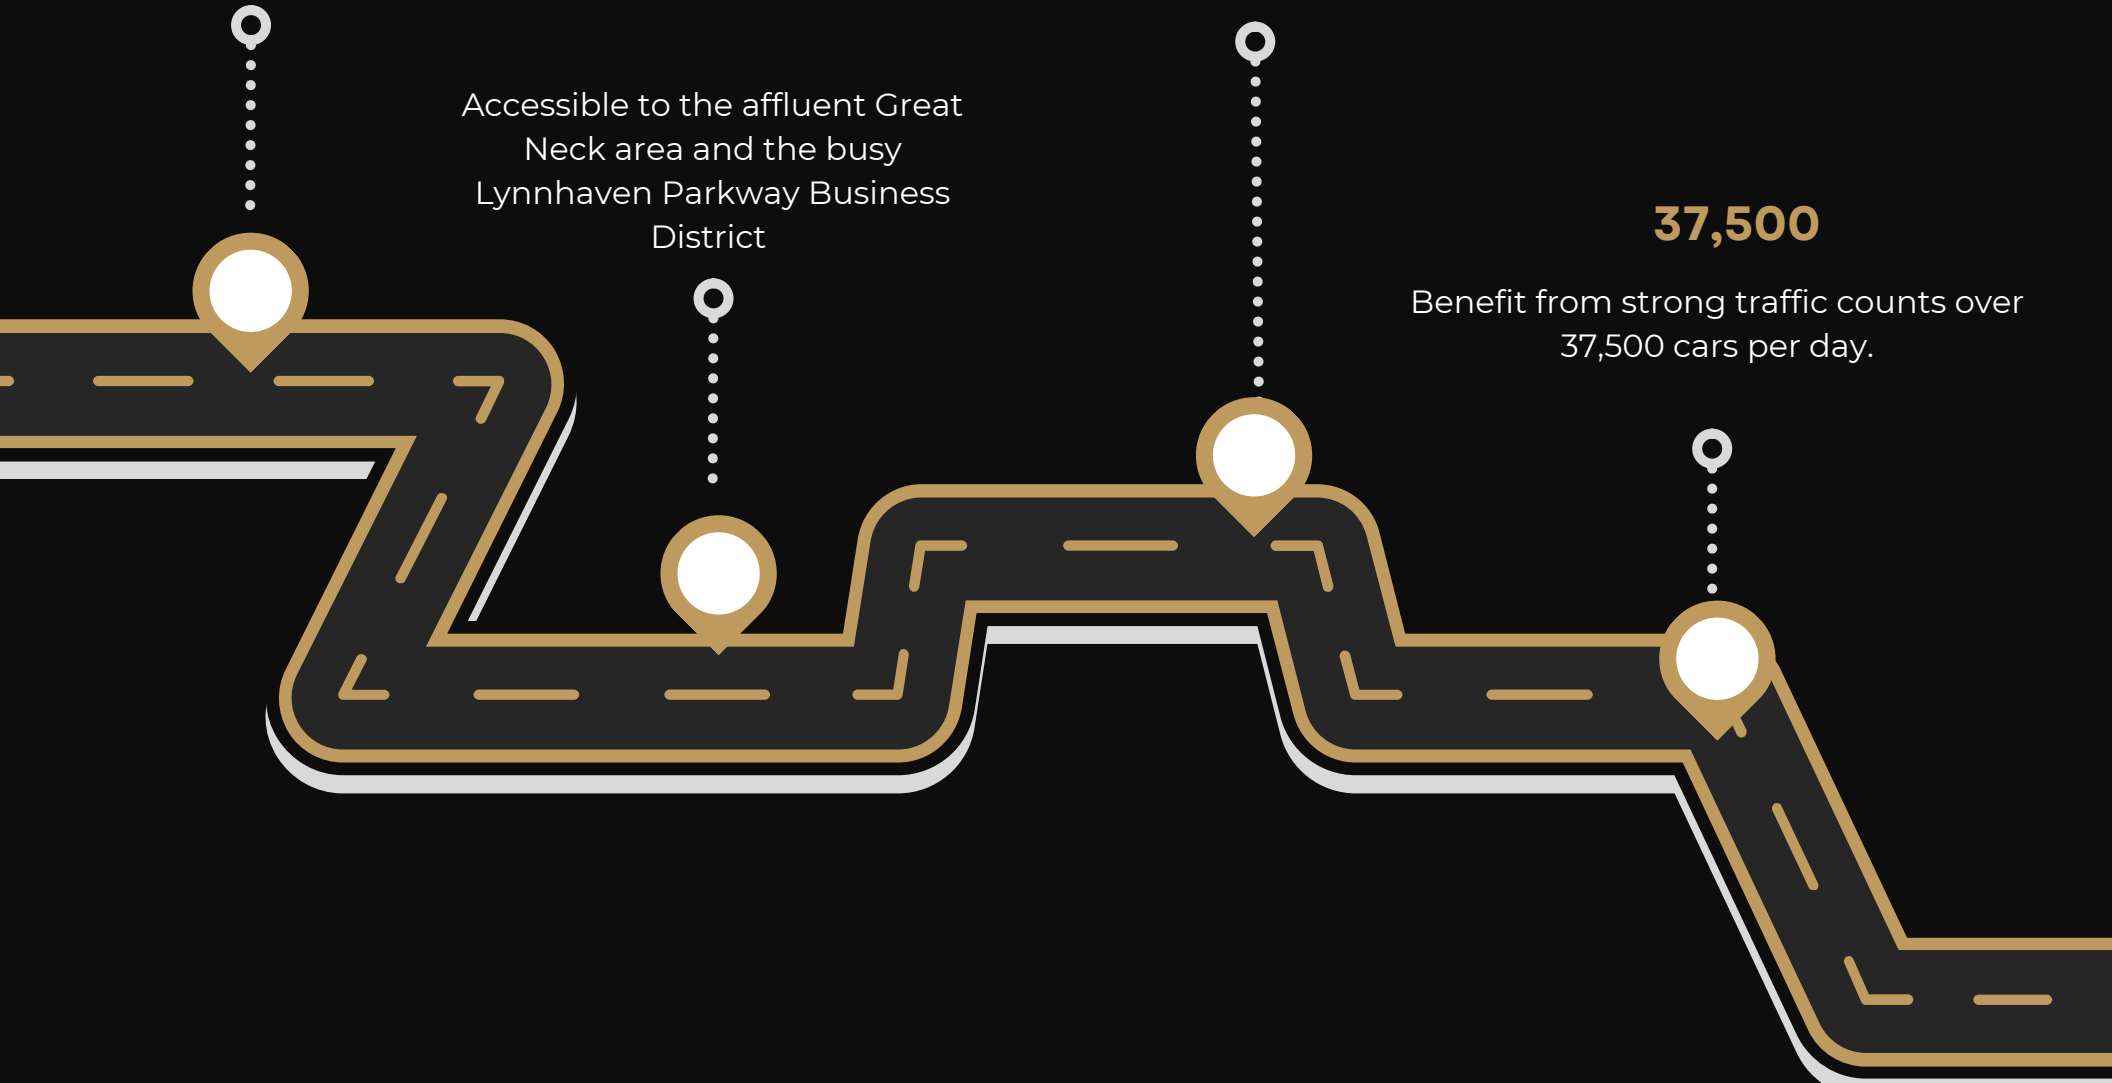 Accessible to the affluent Great
Neck area and the busy
Lynnhaven Parkway Business
District
37,500
Benefit from strong traffic counts over
37,500 cars per day.